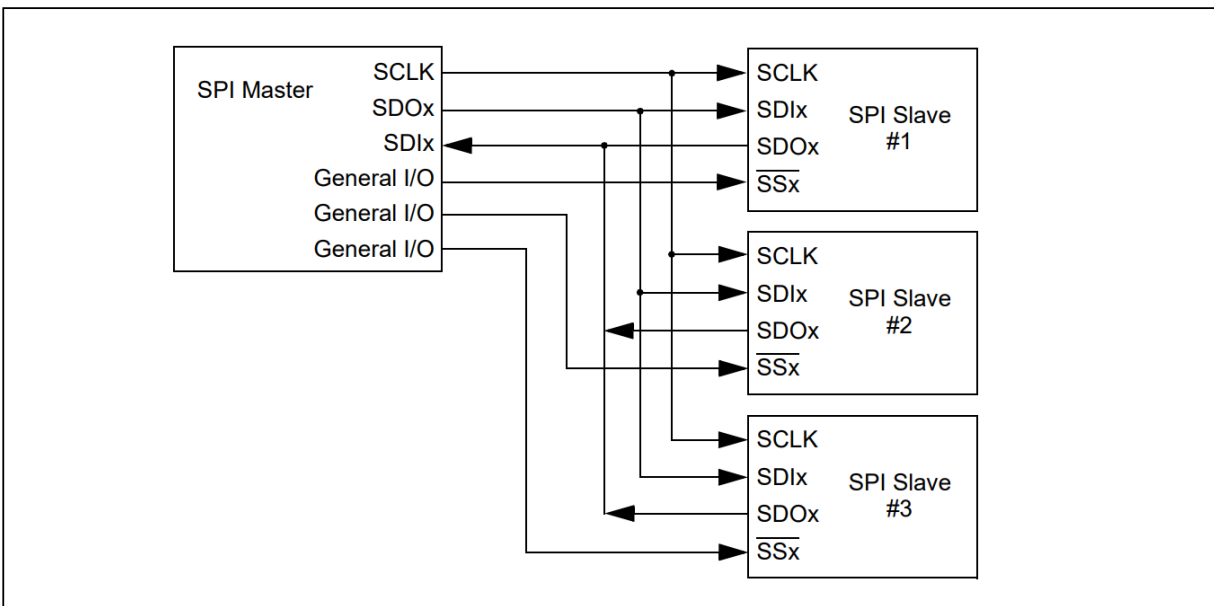 SPI Master
SCLK
SDOx
SDIx
General I/O
General I/O
General I/O
SCLK
SDIx
SDOx
SSx
SPI Slave
#1
SCLK
SDIx
SDOx
SSx
SPI Slave
#2
SCLK
SDIx
SDOx
SSx
SPI Slave
#3